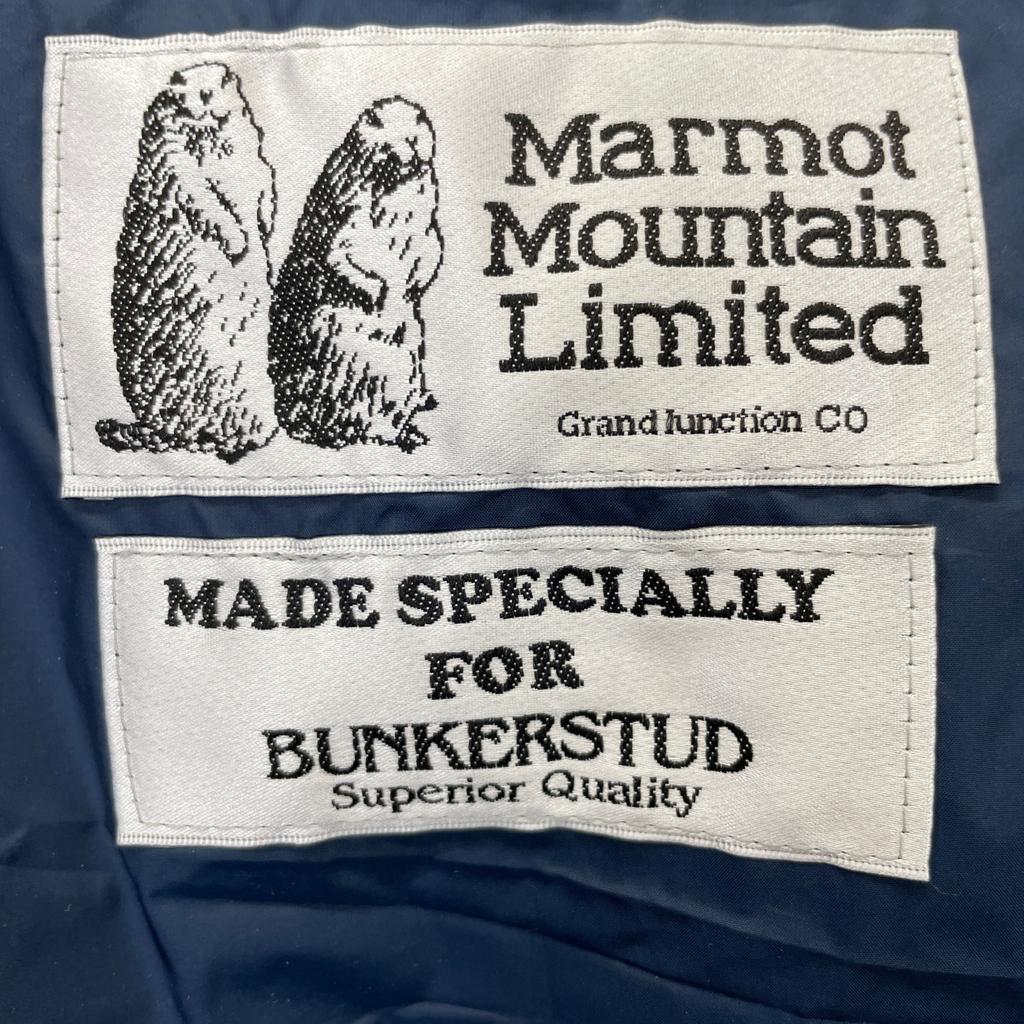 Marmot
Mountain
Limited
Grand Junction CO
MADE SPECIALLY
FOR
BUNKERSTUD
Superior Quality